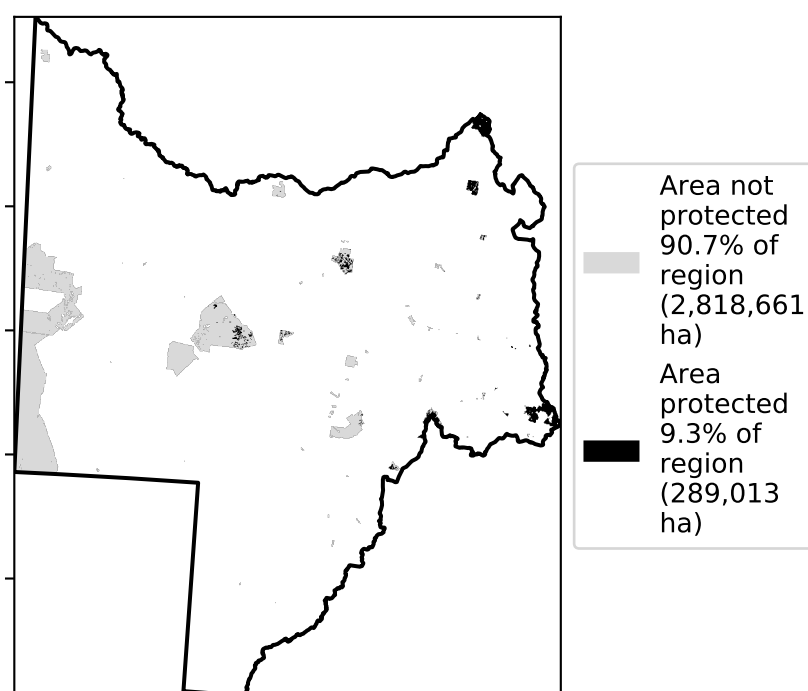 Area not
protected
90.7% of
region
(2,818,661
ha)
Area
protected
9.3% of
region
(289,013
ha)